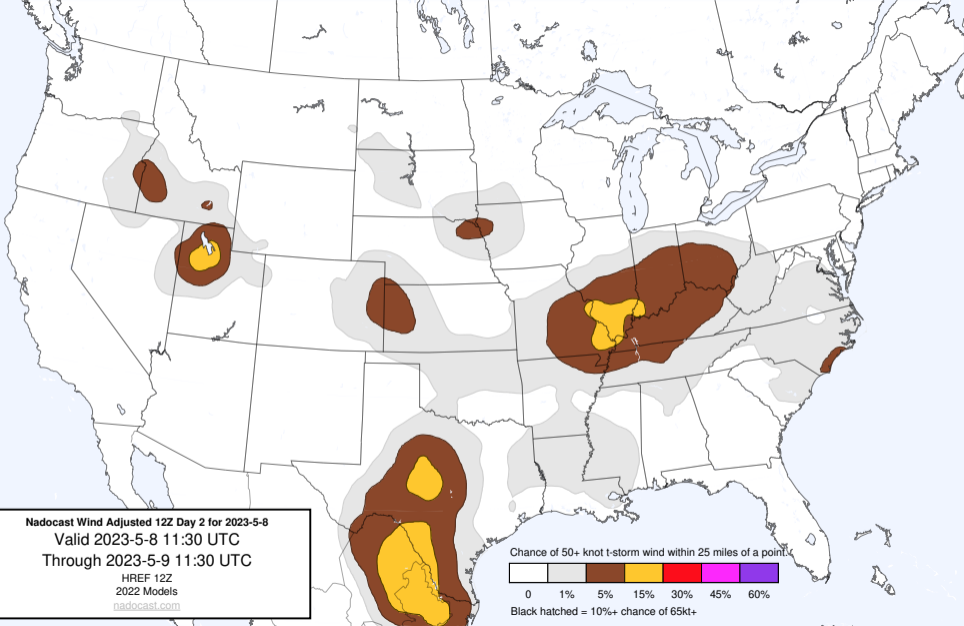 Nadocast Wind Adjusted 12Z Day 2 for 2023-5-8
Valid 2023-5-8 11:30 UTC
Through 2023-5-9 11:30 UTC
HREF 12Z
2022 Models
nadocast.com
Chance of 50+ knot t-storm wind within 25 miles of a point.
0 1% 5% 15% 30% 45% 60%
Black hatched = 10%+ chance of 65kt+